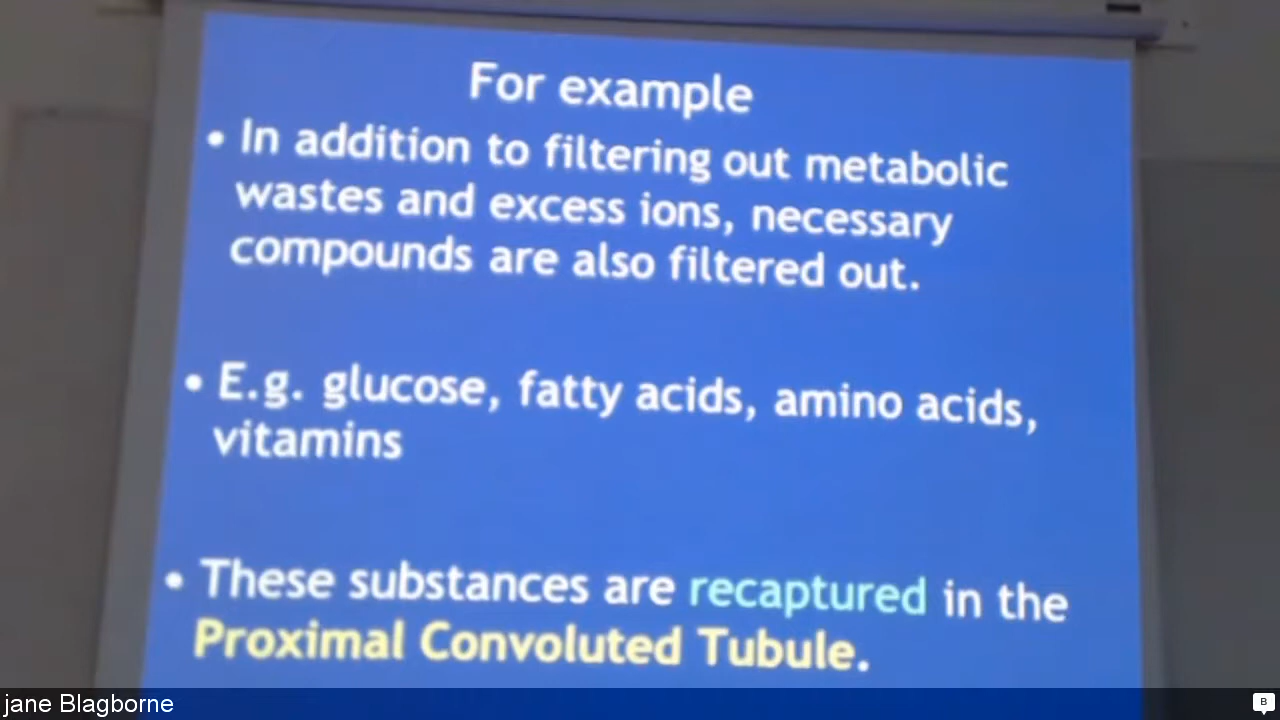 For example
• In addition to filtering out metabolic
wastes and excess ions, necessary
compounds are also filtered out.
• E.g. glucose, fatty acids, amino acids,
vitamins
• These substances are recaptured in the
Proximal Convoluted Tubule.
jane Blagborne
B